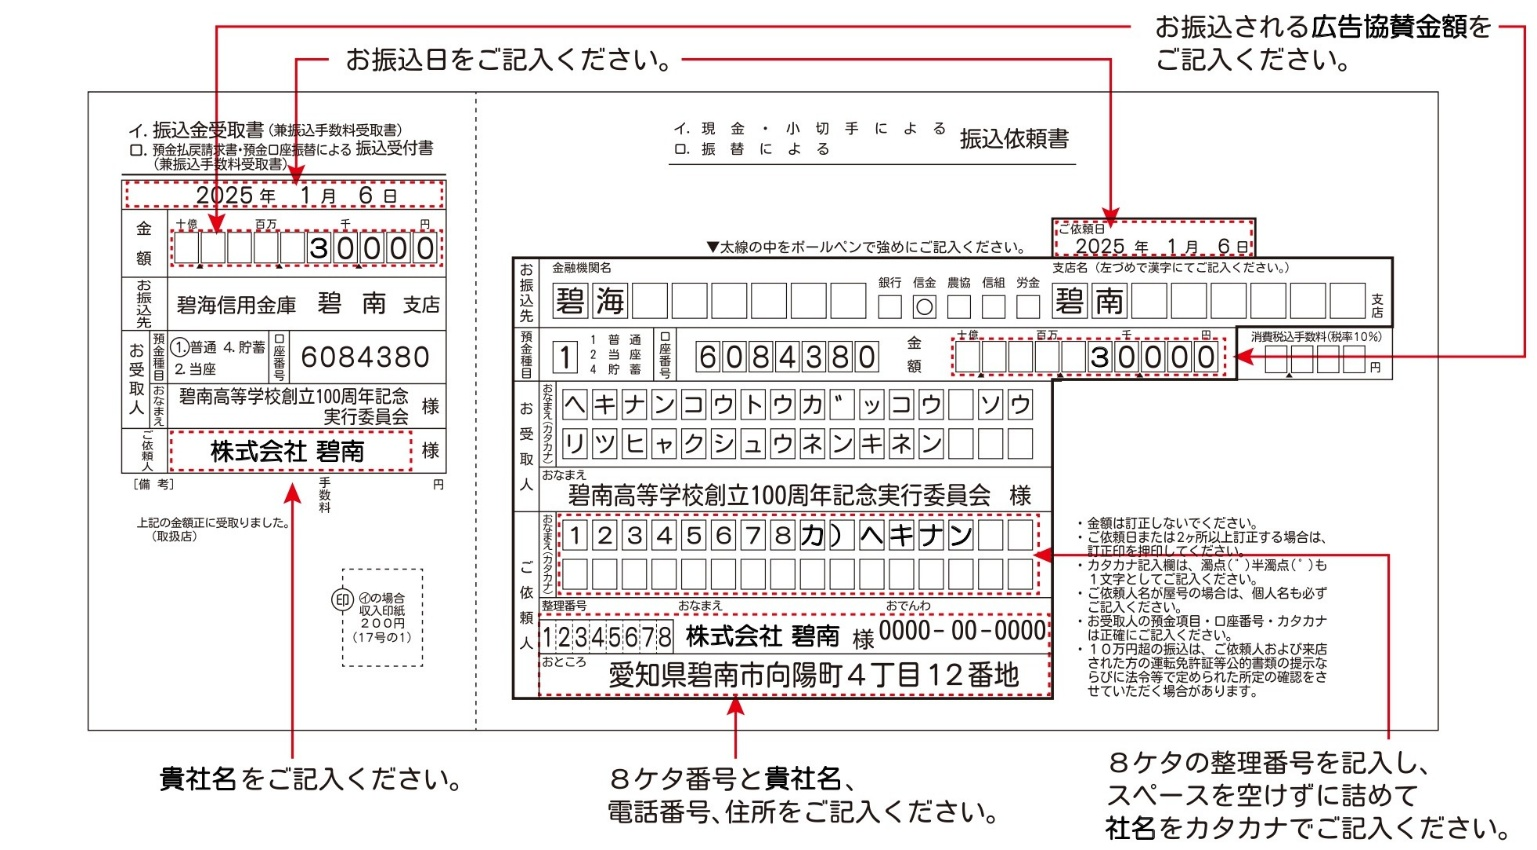 お振込される広告協賛金額を
ご記入ください。
お振込日をご記入ください。
イ. 振込金受取書 (兼振込手数料受取書)
ロ. 預金払戻請求書・預金口座振替による 振込受付書
(兼振込手数料受取書)
2025 年 1 月 6 日
金額
十億 百万 千 円
30000
お振込先
碧海信用金庫 碧 南 支店
お受取人
預金種目
①.普通 4. 貯蓄
2. 当座
口座番号
6084380
おなまえ
碧南高等学校創立100周年記念
実行委員会 様
ご依頼人
株式会社 碧南 様
[備 考]
手数料
円
上記の金額正に受取りました。
(取扱店)
印
㋑の場合
収入印紙
200円
(17号の1)
イ. 現 金 ・ 小 切 手 に よ る
ロ. 振 替 に よ る
振込依頼書
▼太線の中をボールペンで強めにご記入ください。
ご依頼日
2025 年 1 月 6 日
お振込先
金融機関名
碧海
銀行 信金 農協 信組 労金
○
支店名 (左づめで漢字にてご記入ください。)
碧南
支店
預金種目
1
1 普 通
2 当 座
4 貯 蓄
口座番号
6084380
金額
十億 百万 千 円
30000
消費税込手数料(税率10%)
円
お受取人
おなまえ(カタカナ)
ヘキナンコウトウカ゛ッコウ ソウ
リツヒャクシュウネンキネン
おなまえ
碧南高等学校創立100周年記念実行委員会 様
ご依頼人
おなまえ(カタカナ)
12345678カ)ヘキナン
整理番号 おなまえ おでんわ
12345678 株式会社 碧南 様 0000-00-0000
おところ
愛知県碧南市向陽町4丁目12番地
・金額は訂正しないでください。
・ご依頼日または2ヶ所以上訂正する場合は、
訂正印を押印してください。
・カタカナ記入欄は、濁点(゛)半濁点(゜)も
1文字としてご記入ください。
・ご依頼人名が屋号の場合は、個人名も必ず
ご記入ください。
・お受取人の預金項目・口座番号・カタカナ
は正確にご記入ください。
・10万円超の振込は、ご依頼人および来店
された方の運転免許証等公的書類の提示な
らびに法令等で定められた所定の確認をさ
せていただく場合があります。
貴社名をご記入ください。
8ケタ番号と貴社名、
電話番号、住所をご記入ください。
8ケタの整理番号を記入し、
スペースを空けずに詰めて
社名をカタカナでご記入ください。